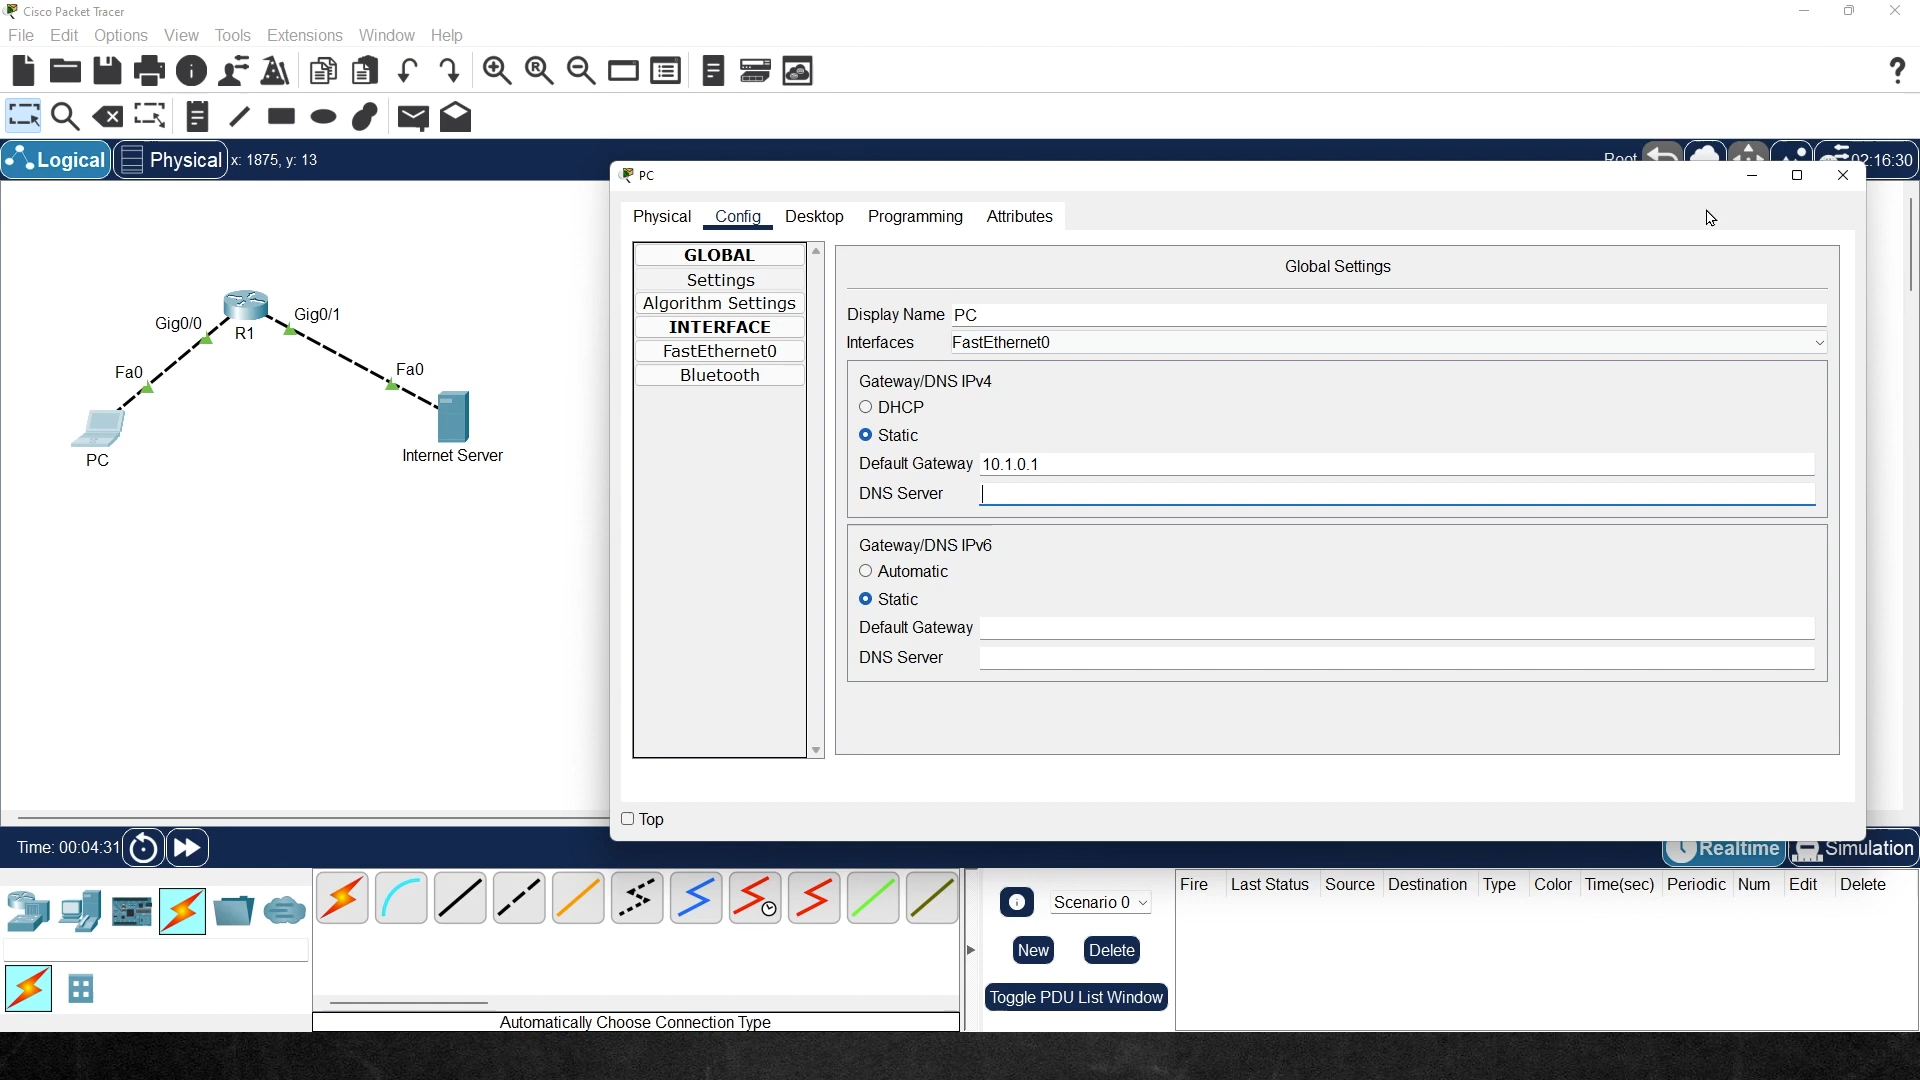 Cisco Packet Tracer
File Edit Options View Tools Extensions Window Help
Logical Physical x: 1875, y: 13
Root 02:16:30
PC
Physical Config Desktop Programming Attributes
GLOBAL
Settings
Algorithm Settings
INTERFACE
FastEthernet0
Bluetooth
Global Settings
Display Name PC
Interfaces FastEthernet0
Gateway/DNS IPv4
DHCP
Static
Default Gateway 10.1.0.1
DNS Server
Gateway/DNS IPv6
Automatic
Static
Default Gateway
DNS Server
Top
Gig0/0
Gig0/1
R1
Fa0
Fa0
PC
Internet Server
Time: 00:04:31
Realtime Simulation
Scenario 0
New Delete
Toggle PDU List Window
Fire Last Status Source Destination Type Color Time(sec) Periodic Num Edit Delete
Automatically Choose Connection Type